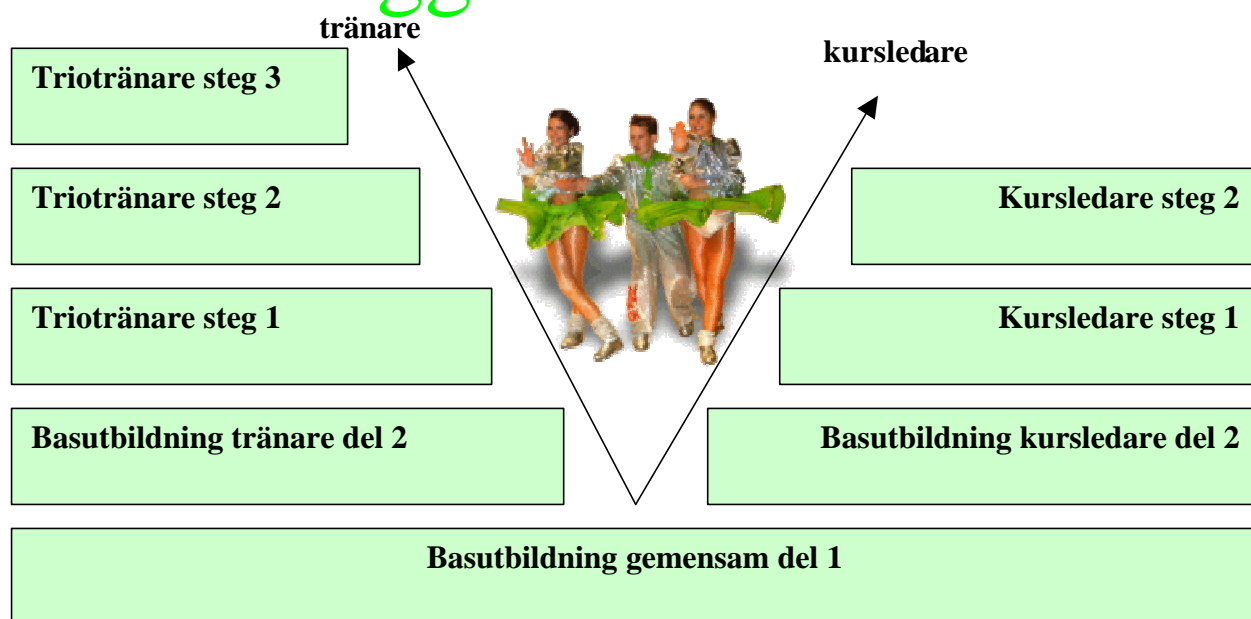 tränare
kursledare
Triotränare steg 3
Triotränare steg 2
Kursledare steg 2
Triotränare steg 1
Kursledare steg 1
Basutbildning tränare del 2
Basutbildning kursledare del 2
Basutbildning gemensam del 1